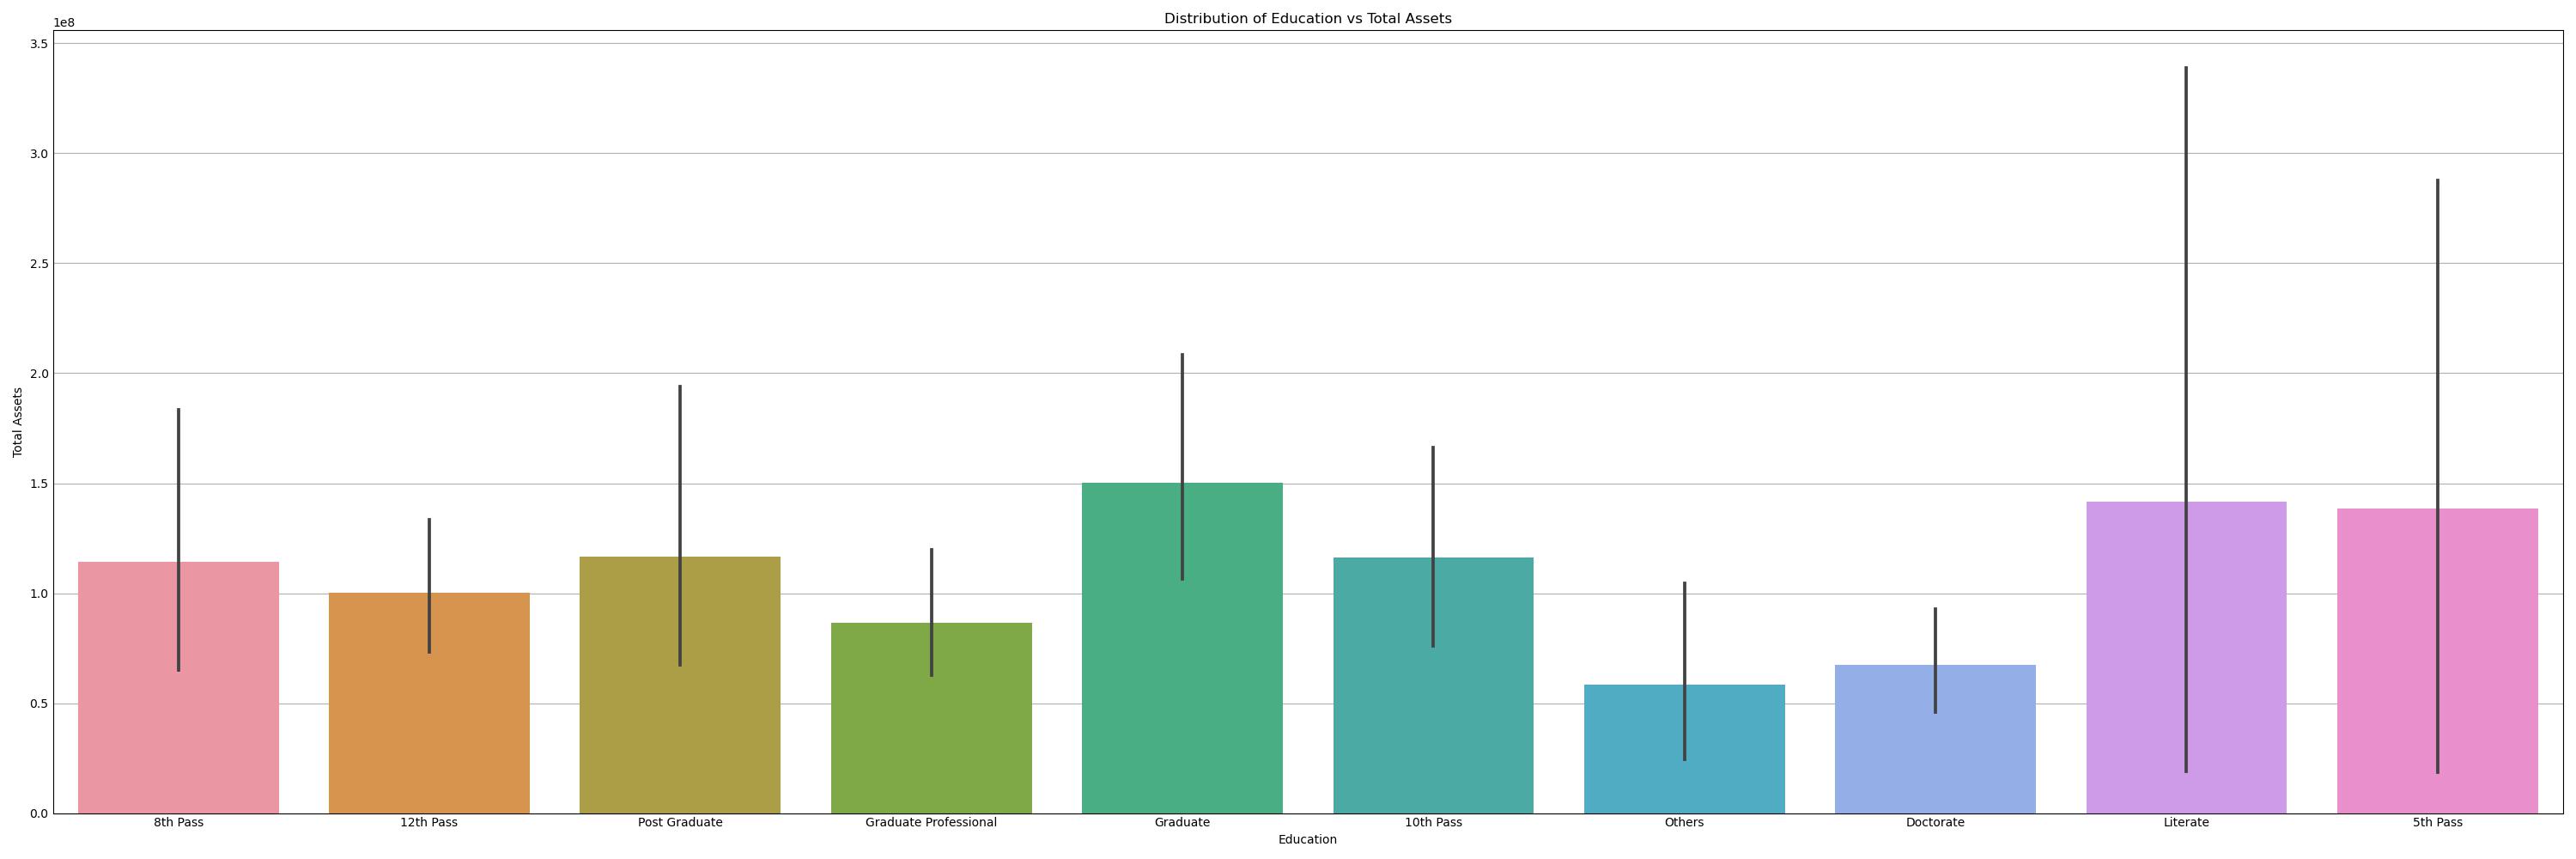 Distribution of Education vs Total Assets
1e8
3.5
3.0
2.5
2.0
1.5
1.0
0.5
0.0
Total Assets
8th Pass
12th Pass
Post Graduate
Graduate Professional
Graduate
10th Pass
Others
Doctorate
Literate
5th Pass
Education